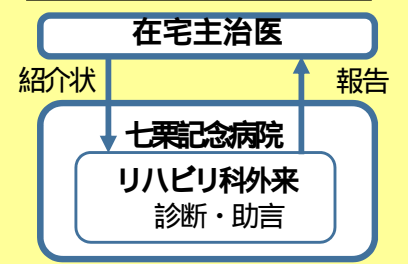 在宅主治医
紹介状
報告
七栗記念病院
リハビリ科外来
診断・助言